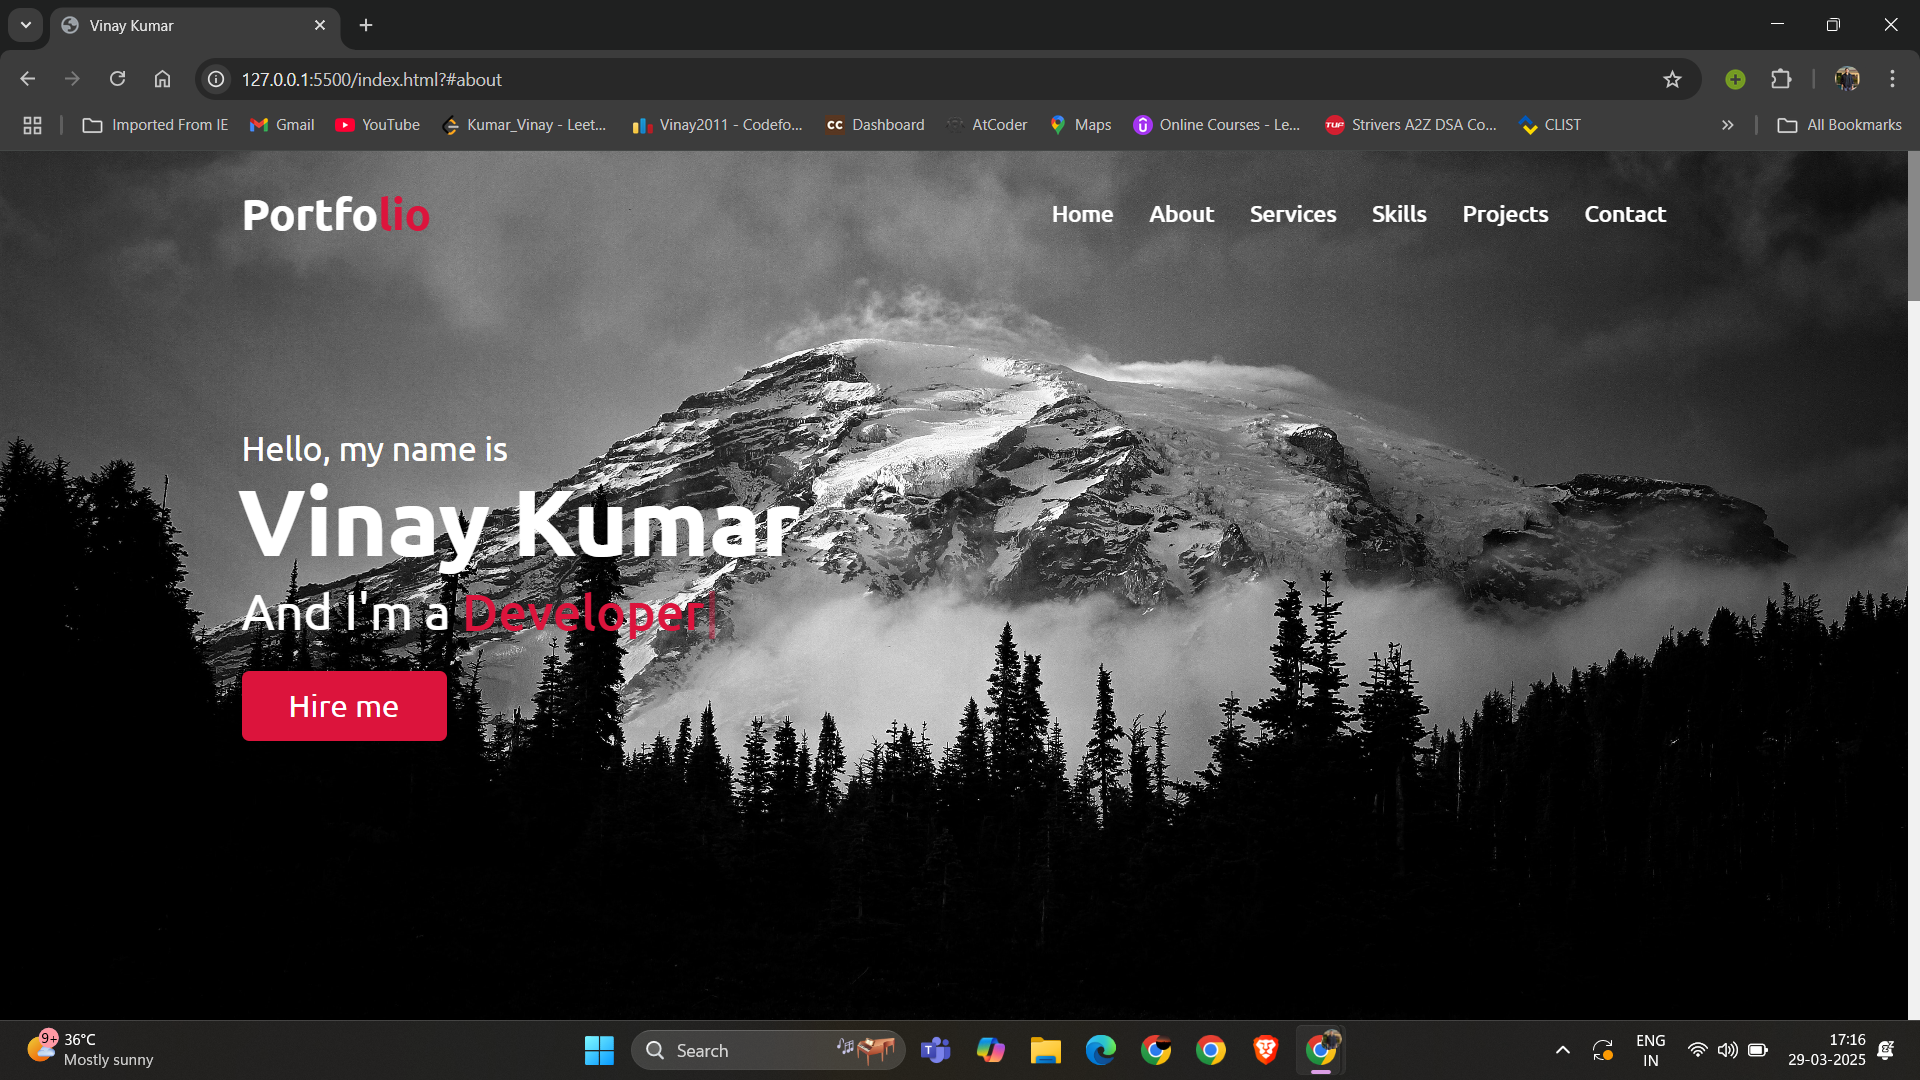 Vinay Kumar
127.0.0.1:5500/index.html?#about
Imported From IE
Gmail
YouTube
Kumar_Vinay - Leet...
Vinay2011 - Codefo...
CC Dashboard
AtCoder
Maps
Online Courses - Le...
TUF Strivers A2Z DSA Co...
CLIST
All Bookmarks
Portfolio
Home About Services Skills Projects Contact
Hello, my name is
Vinay Kumar
And I'm a Developer|
Hire me
9+
36°C
Mostly sunny
Search
ENG
IN
17:16
29-03-2025